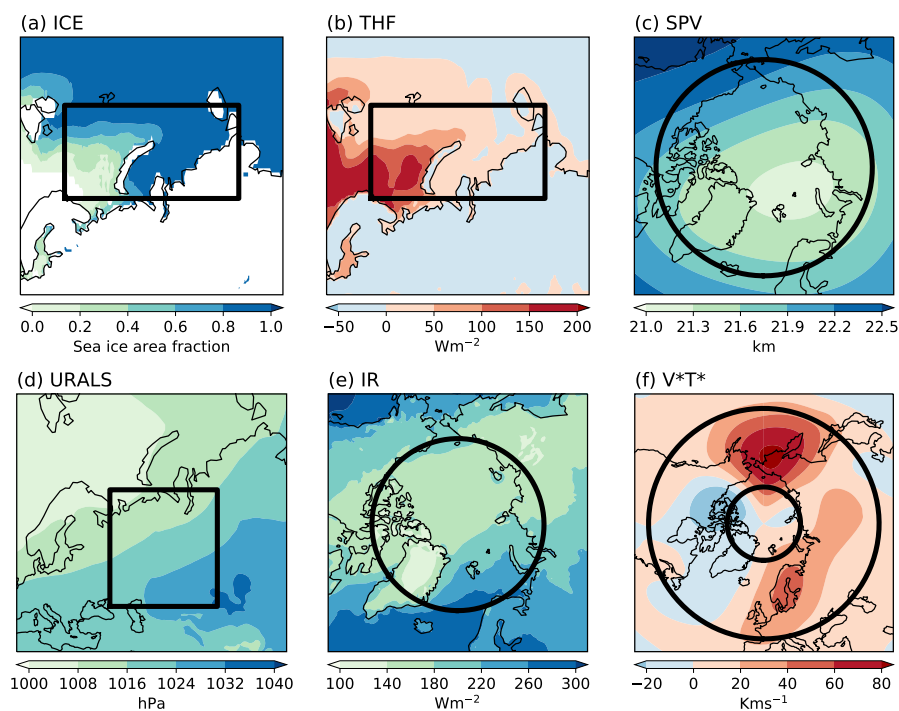 (a) ICE
(b) THF
(c) SPV
0.0 0.2 0.4 0.6 0.8 1.0
Sea ice area fraction
−50 0 50 100 150 200
Wm⁻²
21.0 21.3 21.6 21.9 22.2 22.5
km
(d) URALS
(e) IR
(f) V*T*
1000 1008 1016 1024 1032 1040
hPa
100 140 180 220 260 300
Wm⁻²
−20 0 20 40 60 80
Kms⁻¹